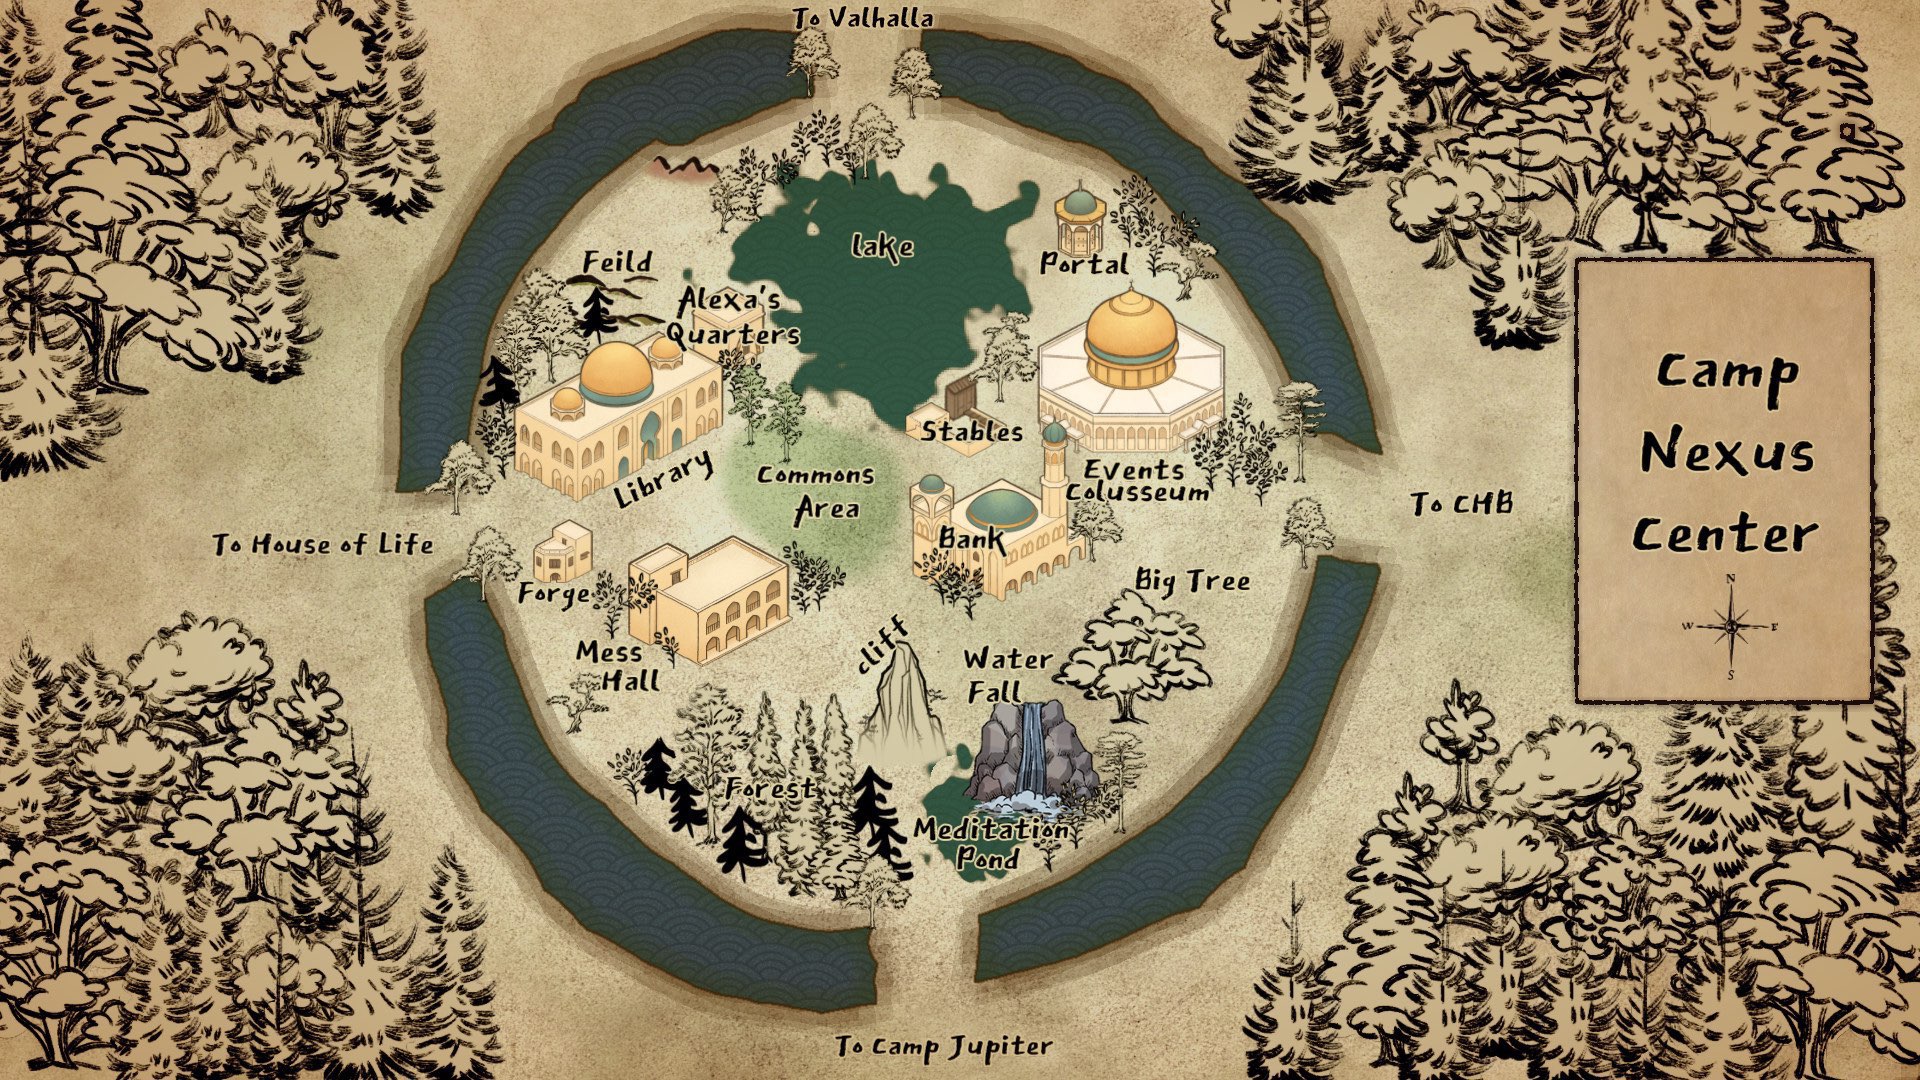 To Valhalla
lake
Portal
Feild
Alexa's
Quarters
Stables
Library
Commons
Area
Events
Colusseum
To CHB
Camp
Nexus
Center
N
W E
S
To House of Life
Bank
Forge
Big Tree
Mess
Hall
cliff
Water
Fall
Forest
Meditation
Pond
To Camp Jupiter